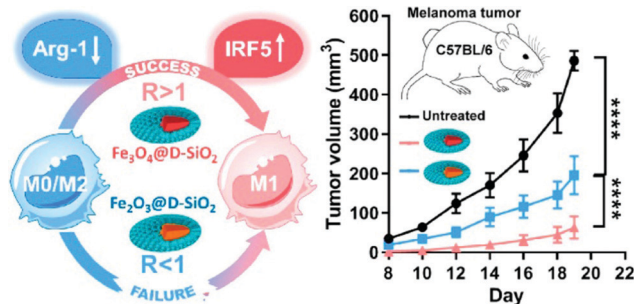 Arg-1↓
IRF5↑
SUCCESS
R>1
Fe₃O₄@D-SiO₂
M0/M2
M1
Fe₂O₃@D-SiO₂
R<1
FAILURE
Melanoma tumor
C57BL/6
Untreated
****
****
Tumor volume (mm³)
600
500
400
300
200
100
0
8 10 12 14 16 18 20 22
Day